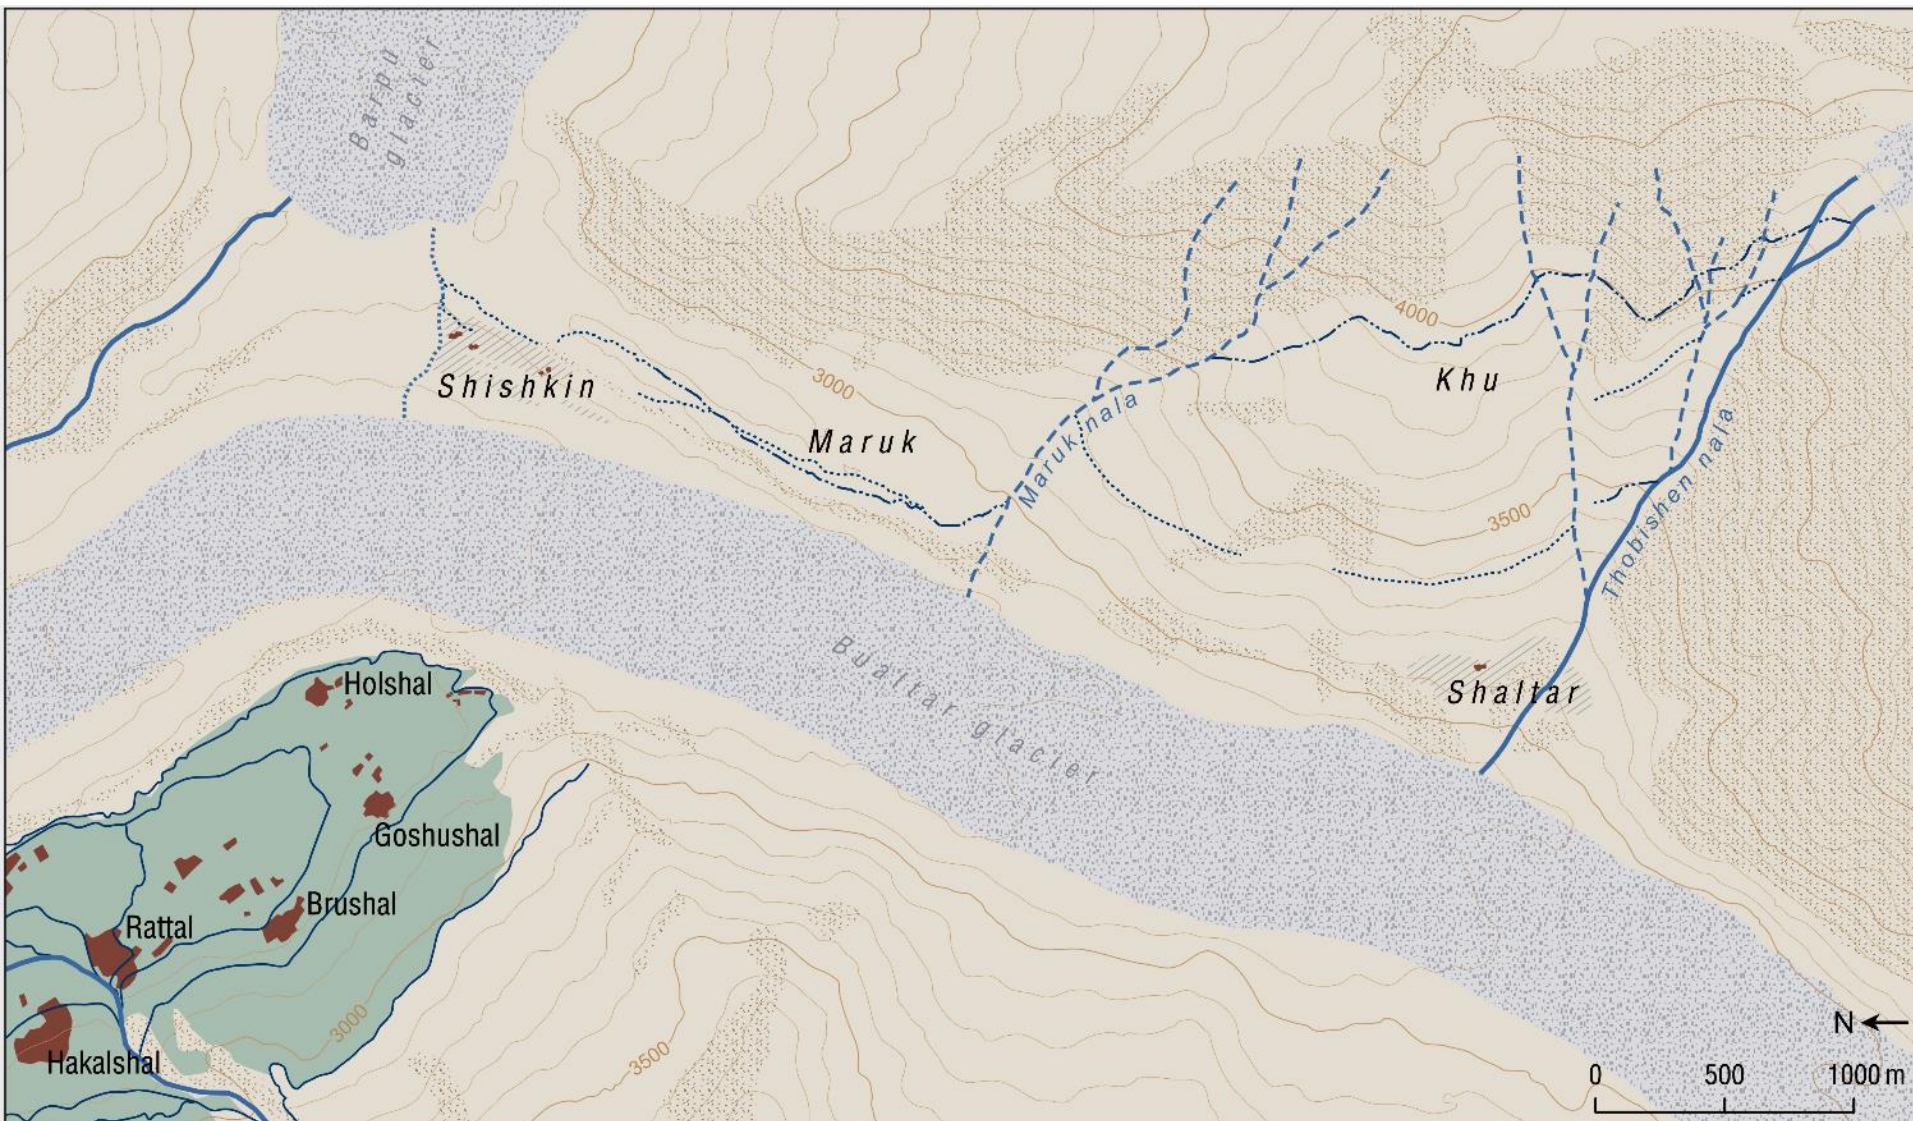 Barpu
glacier
Shishkin
Maruk
3000
Maruk nala
4000
Khu
3500
Thobishen nala
Shaltar
Bualtar glacier
Holshal
Goshushal
Brushal
Rattal
Hakalshal
3000
3500
N
0 500 1000 m